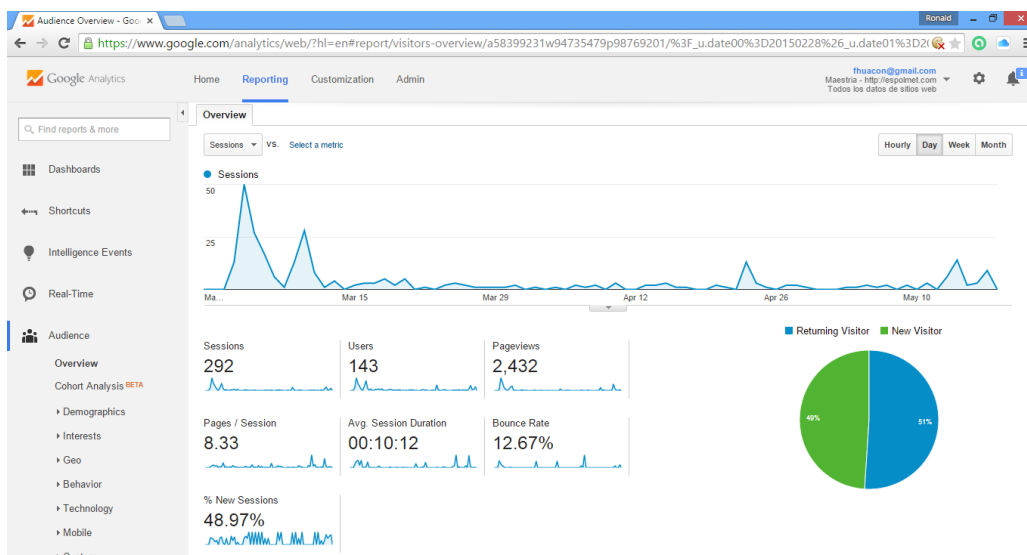 Audience Overview - Goo
Ronald
https://www.google.com/analytics/web/?hl=en#report/visitors-overview/a58399231w94735479p98769201/%3F_u.date00%3D20150228%26_u.date01%3D2
Google Analytics
Home Reporting Customization Admin
fhuacon@gmail.com
Maestria - http://espolmet.com
Todos los datos de sitios web
Find reports & more
Dashboards
Shortcuts
Intelligence Events
Real-Time
Audience
Overview
Cohort Analysis BETA
Demographics
Interests
Geo
Behavior
Technology
Mobile
Overview
Sessions VS. Select a metric
Hourly Day Week Month
Sessions
50
25
Ma... Mar 15 Mar 29 Apr 12 Apr 26 May 10
Sessions
292
Users
143
Pageviews
2,432
Pages / Session
8.33
Avg. Session Duration
00:10:12
Bounce Rate
12.67%
% New Sessions
48.97%
Returning Visitor New Visitor
49%
51%